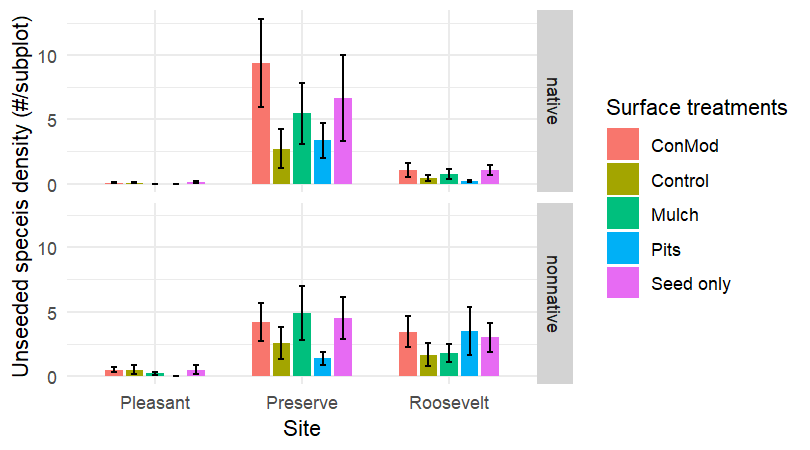 Unseeded speceis density (#/subplot)
10
5
0
native
10
5
0
nonnative
Pleasant
Preserve
Roosevelt
Site
Surface treatments
ConMod
Control
Mulch
Pits
Seed only